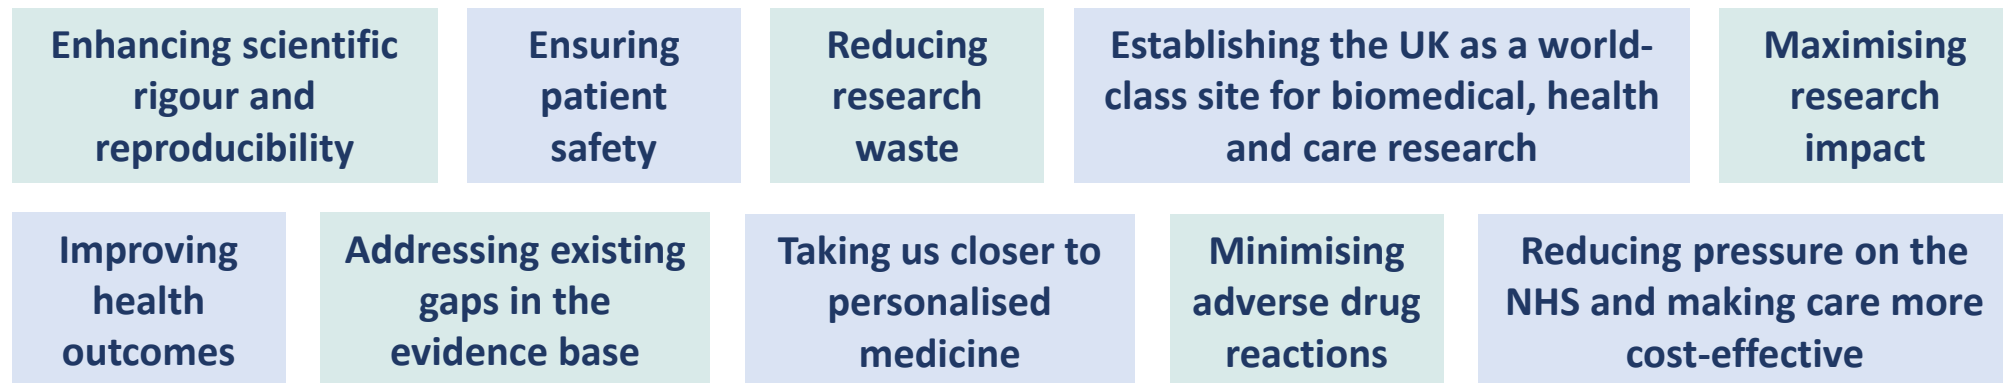 Enhancing scientific
rigour and
reproducibility
Ensuring
patient
safety
Reducing
research
waste
Establishing the UK as a world-
class site for biomedical, health
and care research
Maximising
research
impact
Improving
health
outcomes
Addressing existing
gaps in the
evidence base
Taking us closer to
personalised
medicine
Minimising
adverse drug
reactions
Reducing pressure on the
NHS and making care more
cost-effective